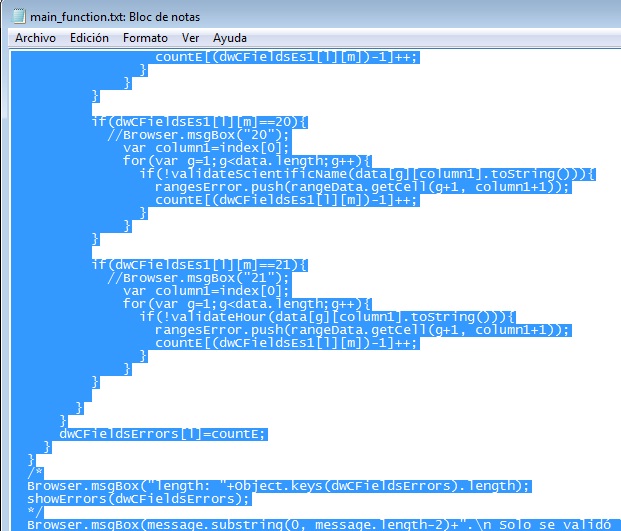 main_function.txt: Bloc de notas
Archivo Edición Formato Ver Ayuda
countE[(dwCFieldsEs1[l][m])-1]++;
}
}
}
if(dwCFieldsEs1[l][m]==20){
//Browser.msgBox("20");
var column1=index[0];
for(var g=1;g<data.length;g++){
if(!validateScientificName(data[g][column1].toString())){
rangesError.push(rangeData.getCell(g+1, column1+1));
countE[(dwCFieldsEs1[l][m])-1]++;
}
}
}
if(dwCFieldsEs1[l][m]==21){
//Browser.msgBox("21");
var column1=index[0];
for(var g=1;g<data.length;g++){
if(!validateHour(data[g][column1].toString())){
rangesError.push(rangeData.getCell(g+1, column1+1));
countE[(dwCFieldsEs1[l][m])-1]++;
}
}
}
}
}
dwCFieldsErrors[l]=countE;
}
}
/*
Browser.msgBox("length: "+Object.keys(dwCFieldsErrors).length);
showErrors(dwCFieldsErrors);
*/
Browser.msgBox(message.substring(0, message.length-2)+".\n Solo se validó